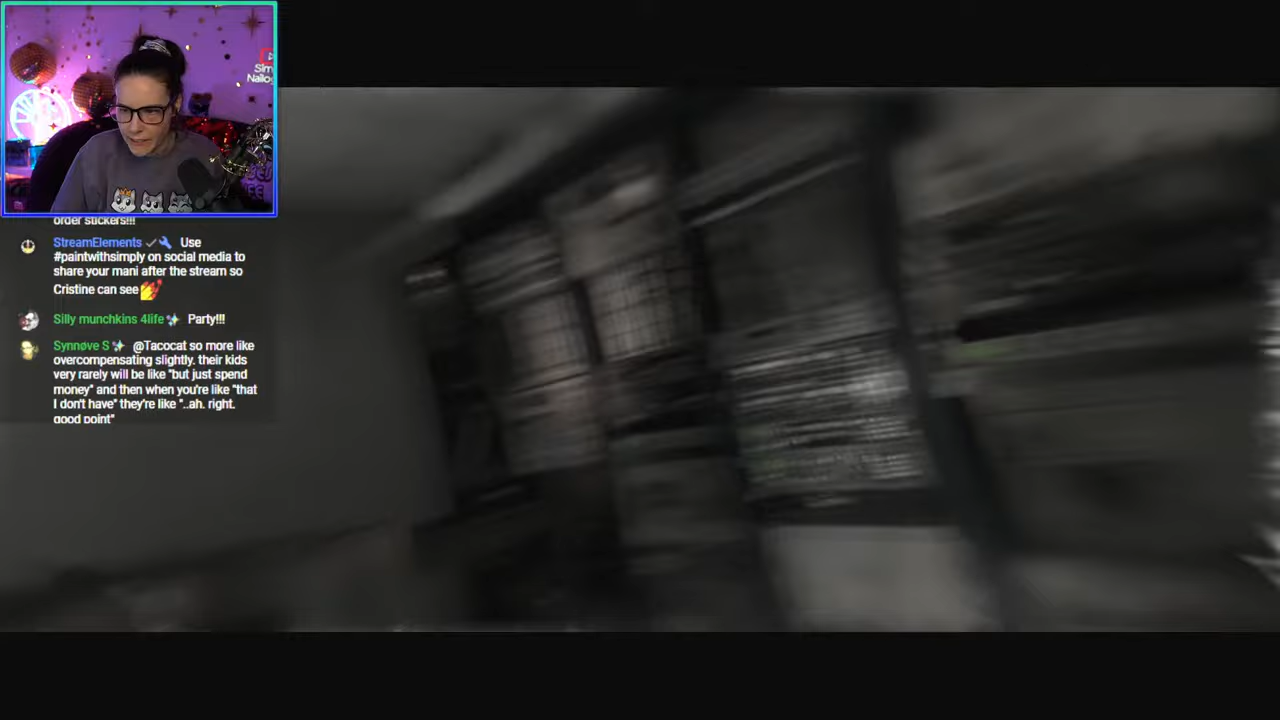 Sim
Nailo
order stickers!!!
StreamElements Use
#paintwithsimply on social media to
share your mani after the stream so
Cristine can see
Silly munchkins 4life Party!!!
Synnøve S @Tacocat so more like
overcompensating slightly. their kids
very rarely will be like "but just spend
money" and then when you're like "that
I don't have" they're like "..ah. right.
good point"